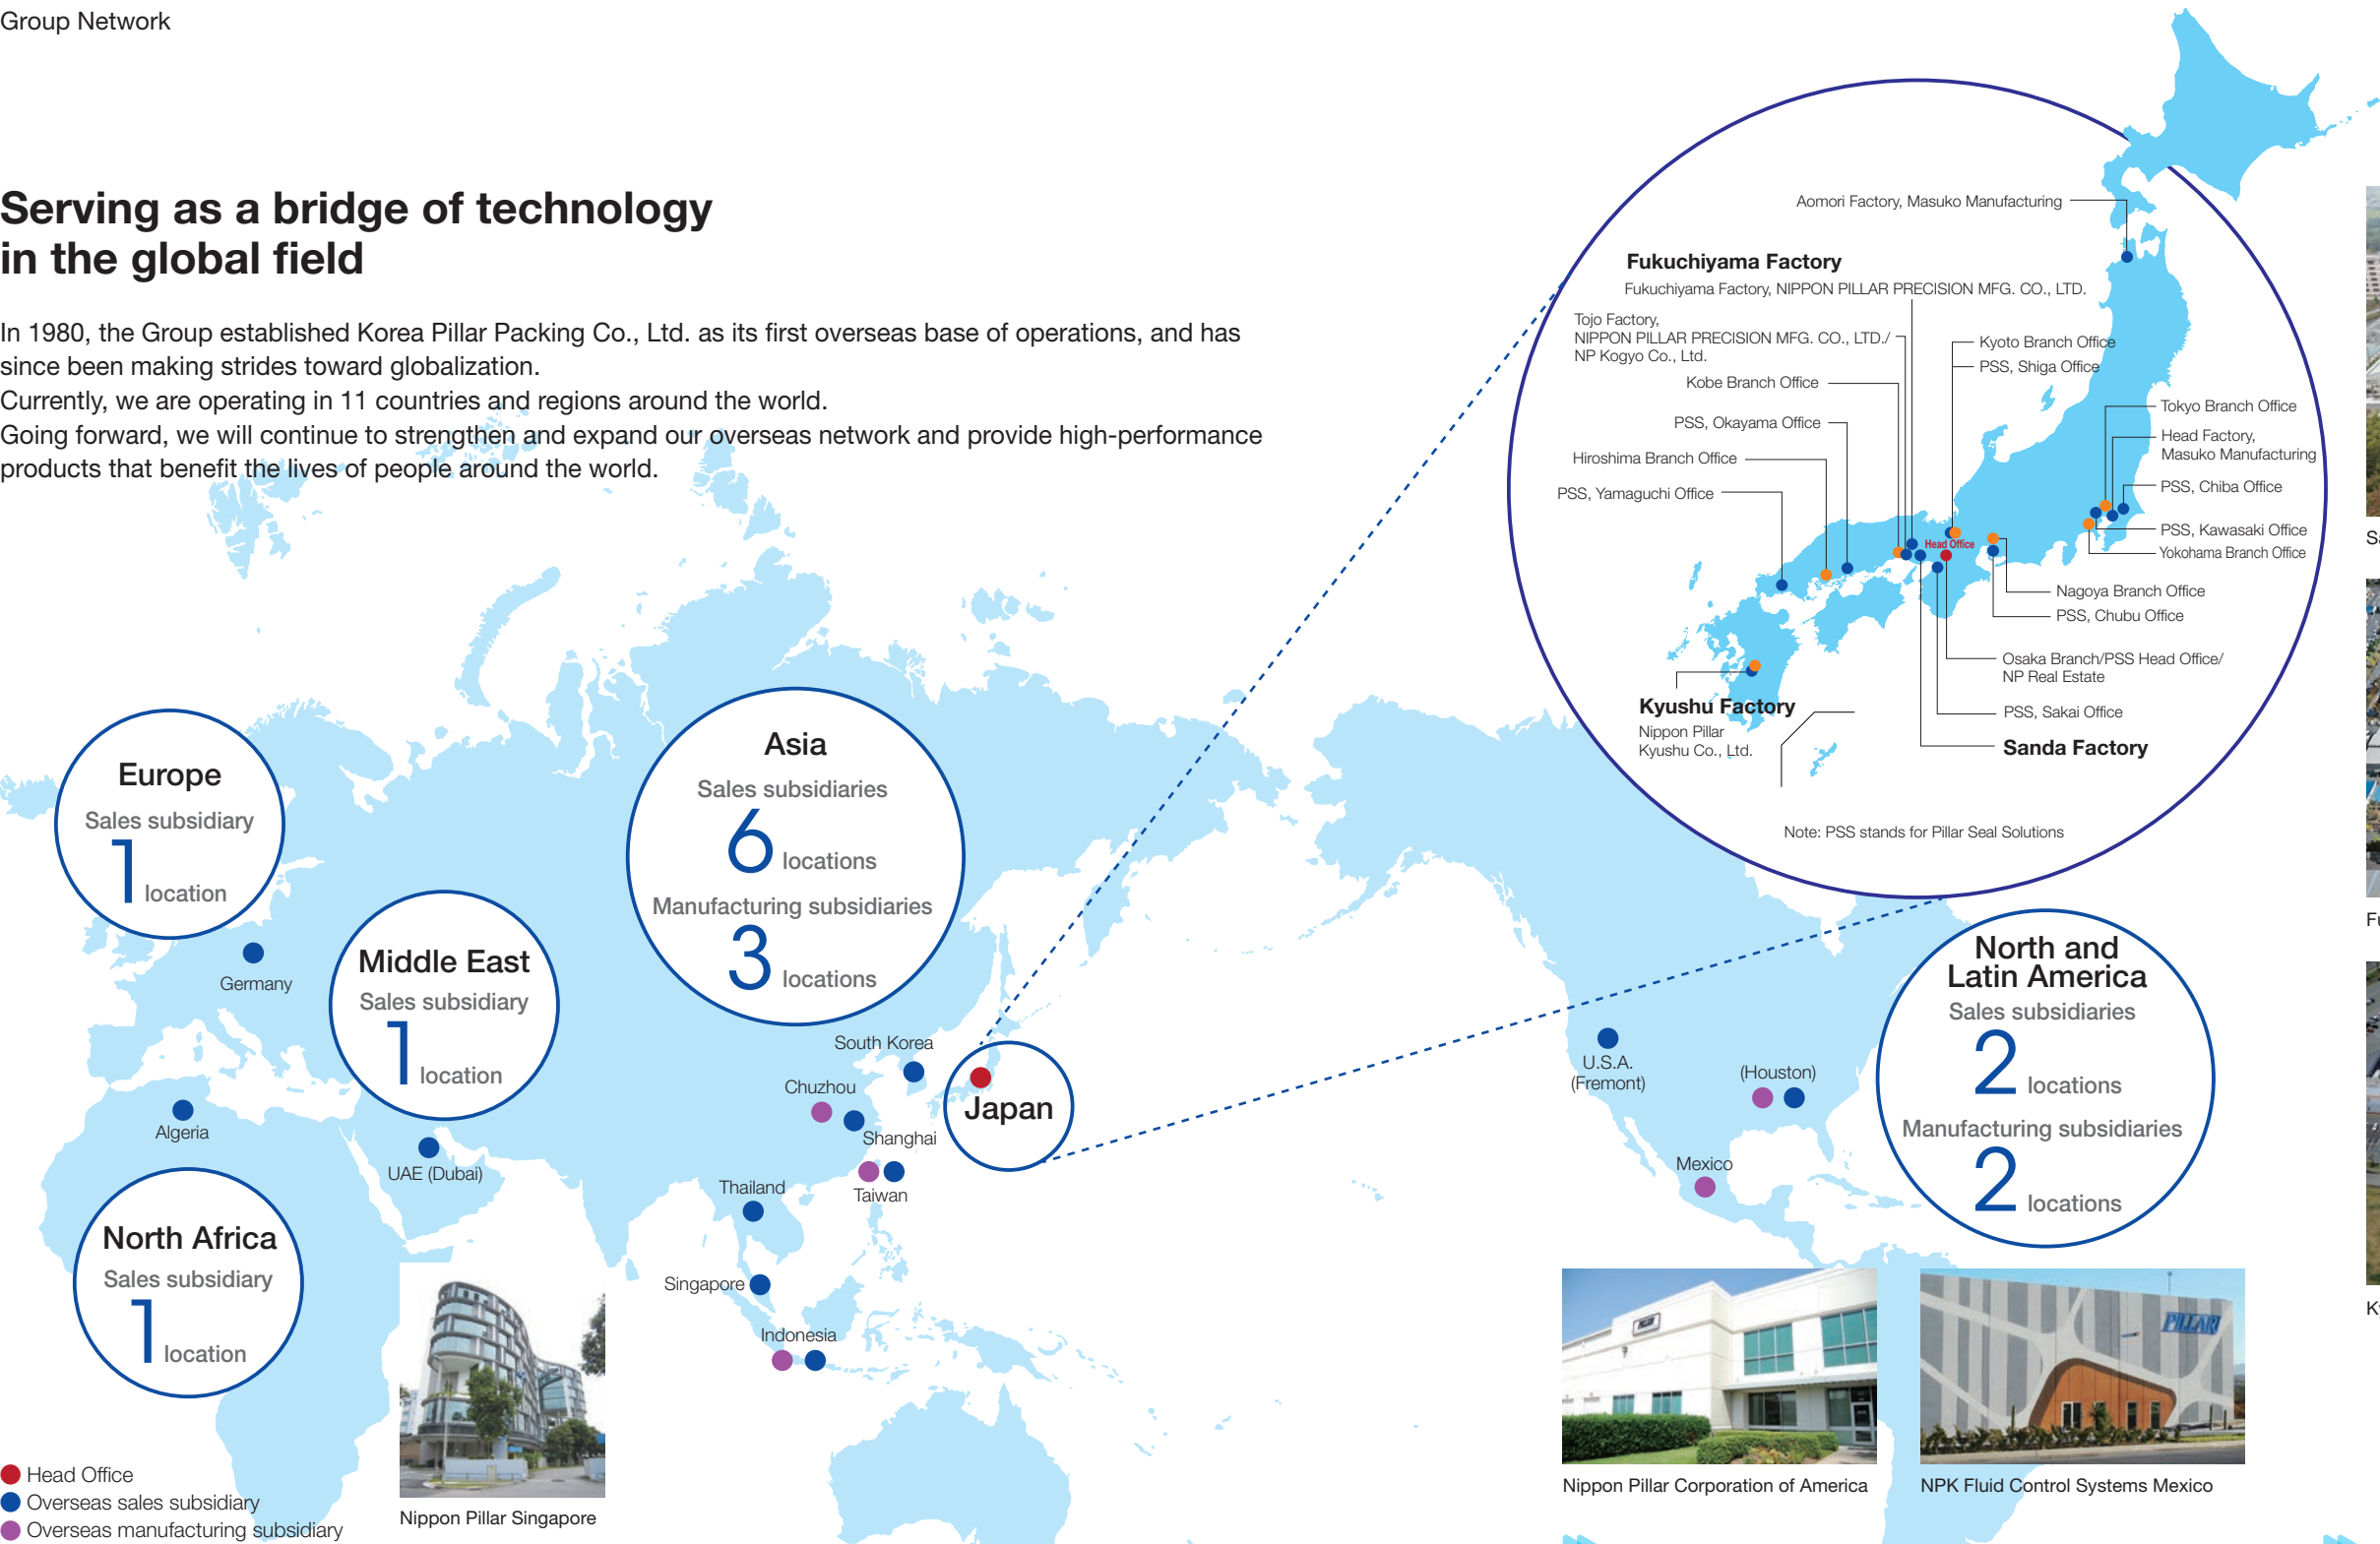 Group Network
Serving as a bridge of technology
in the global field
In 1980, the Group established Korea Pillar Packing Co., Ltd. as its first overseas base of operations, and has
since been making strides toward globalization.
Currently, we are operating in 11 countries and regions around the world.
Going forward, we will continue to strengthen and expand our overseas network and provide high-performance
products that benefit the lives of people around the world.
Aomori Factory, Masuko Manufacturing
Fukuchiyama Factory
Fukuchiyama Factory, NIPPON PILLAR PRECISION MFG. CO., LTD.
Tojo Factory,
NIPPON PILLAR PRECISION MFG. CO., LTD./
NP Kogyo Co., Ltd.
Kobe Branch Office
PSS, Okayama Office
Hiroshima Branch Office
PSS, Yamaguchi Office
Kyoto Branch Office
PSS, Shiga Office
Tokyo Branch Office
Head Factory,
Masuko Manufacturing
PSS, Chiba Office
PSS, Kawasaki Office
Yokohama Branch Office
Head Office
Nagoya Branch Office
PSS, Chubu Office
Osaka Branch/PSS Head Office/
NP Real Estate
PSS, Sakai Office
Sanda Factory
Kyushu Factory
Nippon Pillar
Kyushu Co., Ltd.
Note: PSS stands for Pillar Seal Solutions
Europe
Sales subsidiary
1 location
Germany
Middle East
Sales subsidiary
1 location
UAE (Dubai)
Asia
Sales subsidiaries
6 locations
Manufacturing subsidiaries
3 locations
South Korea
Chuzhou
Shanghai
Taiwan
Thailand
Singapore
Indonesia
Japan
Algeria
North Africa
Sales subsidiary
1 location
North and
Latin America
Sales subsidiaries
2 locations
Manufacturing subsidiaries
2 locations
U.S.A.
(Fremont)
(Houston)
Mexico
PILLAR
Nippon Pillar Singapore
Nippon Pillar Corporation of America
NPK Fluid Control Systems Mexico
Head Office
Overseas sales subsidiary
Overseas manufacturing subsidiary